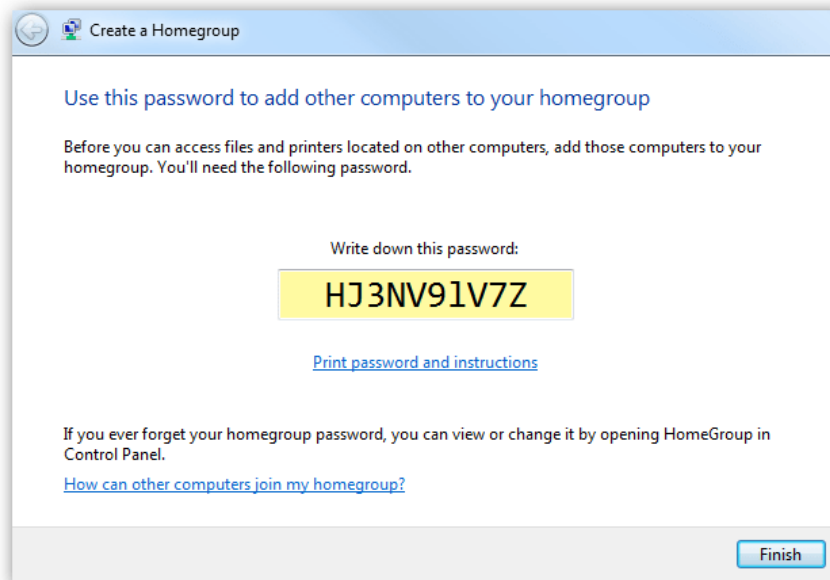 Create a Homegroup
Use this password to add other computers to your homegroup
Before you can access files and printers located on other computers, add those computers to your
homegroup. You'll need the following password.
Write down this password:
HJ3NV9lV7Z
Print password and instructions
If you ever forget your homegroup password, you can view or change it by opening HomeGroup in
Control Panel.
How can other computers join my homegroup?
Finish